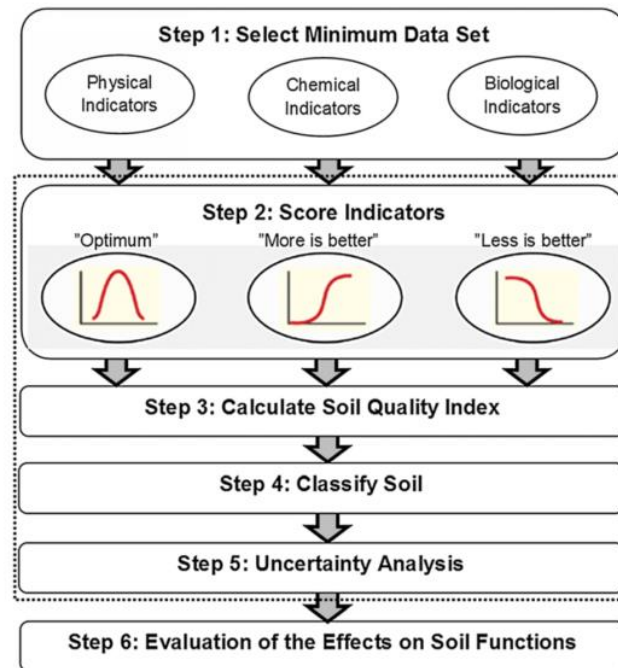 Step 1: Select Minimum Data Set
Physical
Indicators
Chemical
Indicators
Biological
Indicators
Step 2: Score Indicators
"Optimum"
"More is better"
"Less is better"
Step 3: Calculate Soil Quality Index
Step 4: Classify Soil
Step 5: Uncertainty Analysis
Step 6: Evaluation of the Effects on Soil Functions